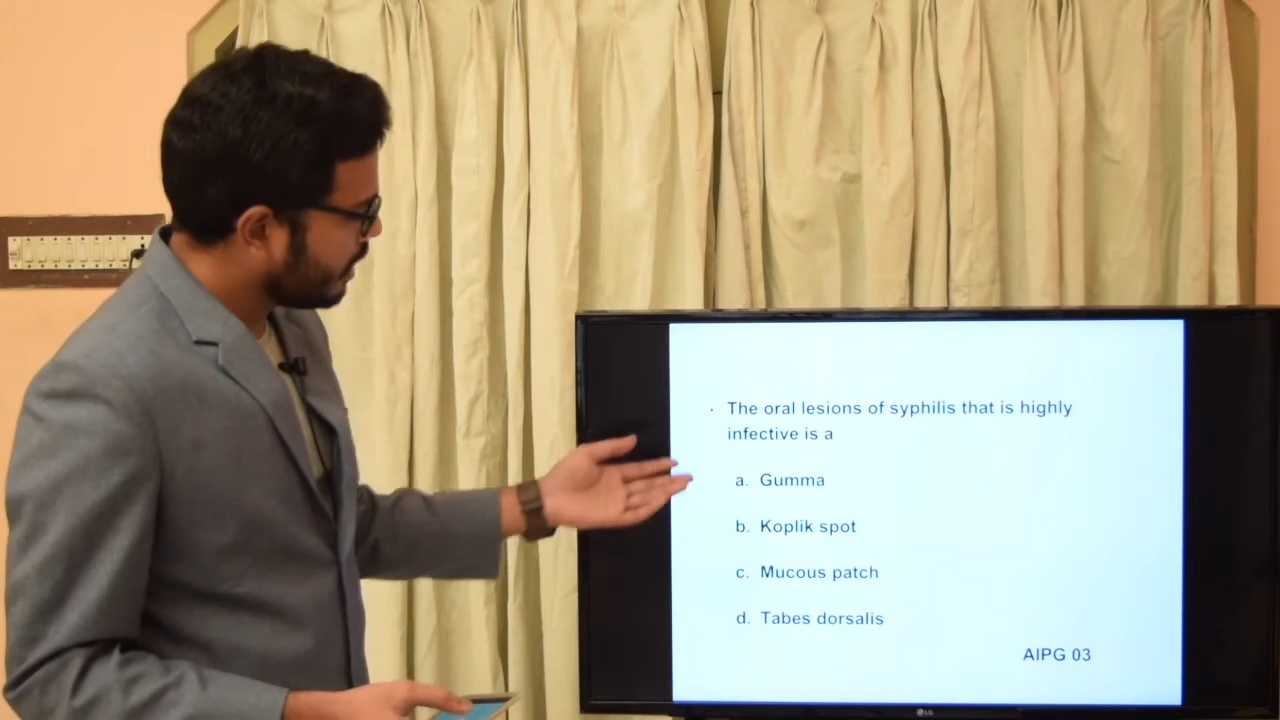 · The oral lesions of syphilis that is highly
infective is a
a. Gumma
b. Koplik spot
c. Mucous patch
d. Tabes dorsalis
AIPG 03
LG